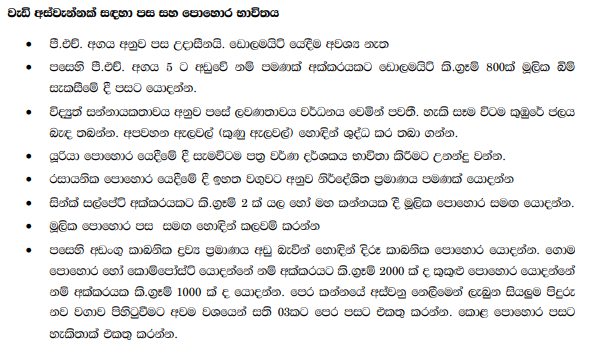 වැඩි අස්වැන්නක් සඳහා පස සහ පොහොර භාවිතය
• පී.එච්. අගය අනුව පස උදාසීනයි. ඩොලමයිට් යෙදීම අවශ්‍ය නැත
• පසෙහි පී.එච්. අගය 5 ට අඩුවේ නම් පමණක් අක්කරයකට ඩොලමයිට් කි.ග්‍රෑම් 800ක් මූලික බිම්
සැකසීමේ දී පසට යොදන්න.
• විද්‍යුත් සන්නායකතාවය අනුව පසේ ලවණතාවය වර්ධනය වෙමින් පවතී. හැකි සෑම විටම කුඹුරේ ජලය
බැඳ තබන්න. අපවහන ඇලවල් (කුණු ඇලවල්) හොඳින් ශුද්ධ කර තබා ගන්න.
• යූරියා පොහොර යෙදීමේ දී සැමවිටම පත්‍ර වර්ණ දර්ශකය භාවිතා කිරීමට උනන්දු වන්න.
• රසායනික පොහොර යෙදීමේ දී ඉහත වගුවට අනුව නිර්දේශිත ප්‍රමාණය පමණක් යොදන්න
• සින්ක් සල්පේට් අක්කරයකට කි.ග්‍රෑම් 2 ක් යල හෝ මහ කන්නයක දී මූලික පොහොර සමඟ යොදන්න.
• මූලික පොහොර පස සමඟ හොඳින් කලවම් කරන්න
• පසෙහි අඩංගු කාබනික ද්‍රව්‍ය ප්‍රමාණය අඩු බැවින් හොඳින් දිරූ කාබනික පොහොර යොදන්න. ගොම
පොහොර හෝ කොම්පෝස්ට් යොදන්නේ නම් අක්කරයට කි.ග්‍රෑම් 2000 ක් ද කුකුළු පොහොර යොදන්නේ
නම් අක්කරයක කි.ග්‍රෑම් 1000 ක් ද යොදන්න. පෙර කන්නයේ අස්වනු නෙලීමෙන් ලැබුන සියලුම පිදුරු
නව වගාව පිහිටුවීමට අවම වශයෙන් සති 03කට පෙර පසට එකතු කරන්න. කොළ පොහොර පසට
හැකිතාක් එකතු කරන්න.